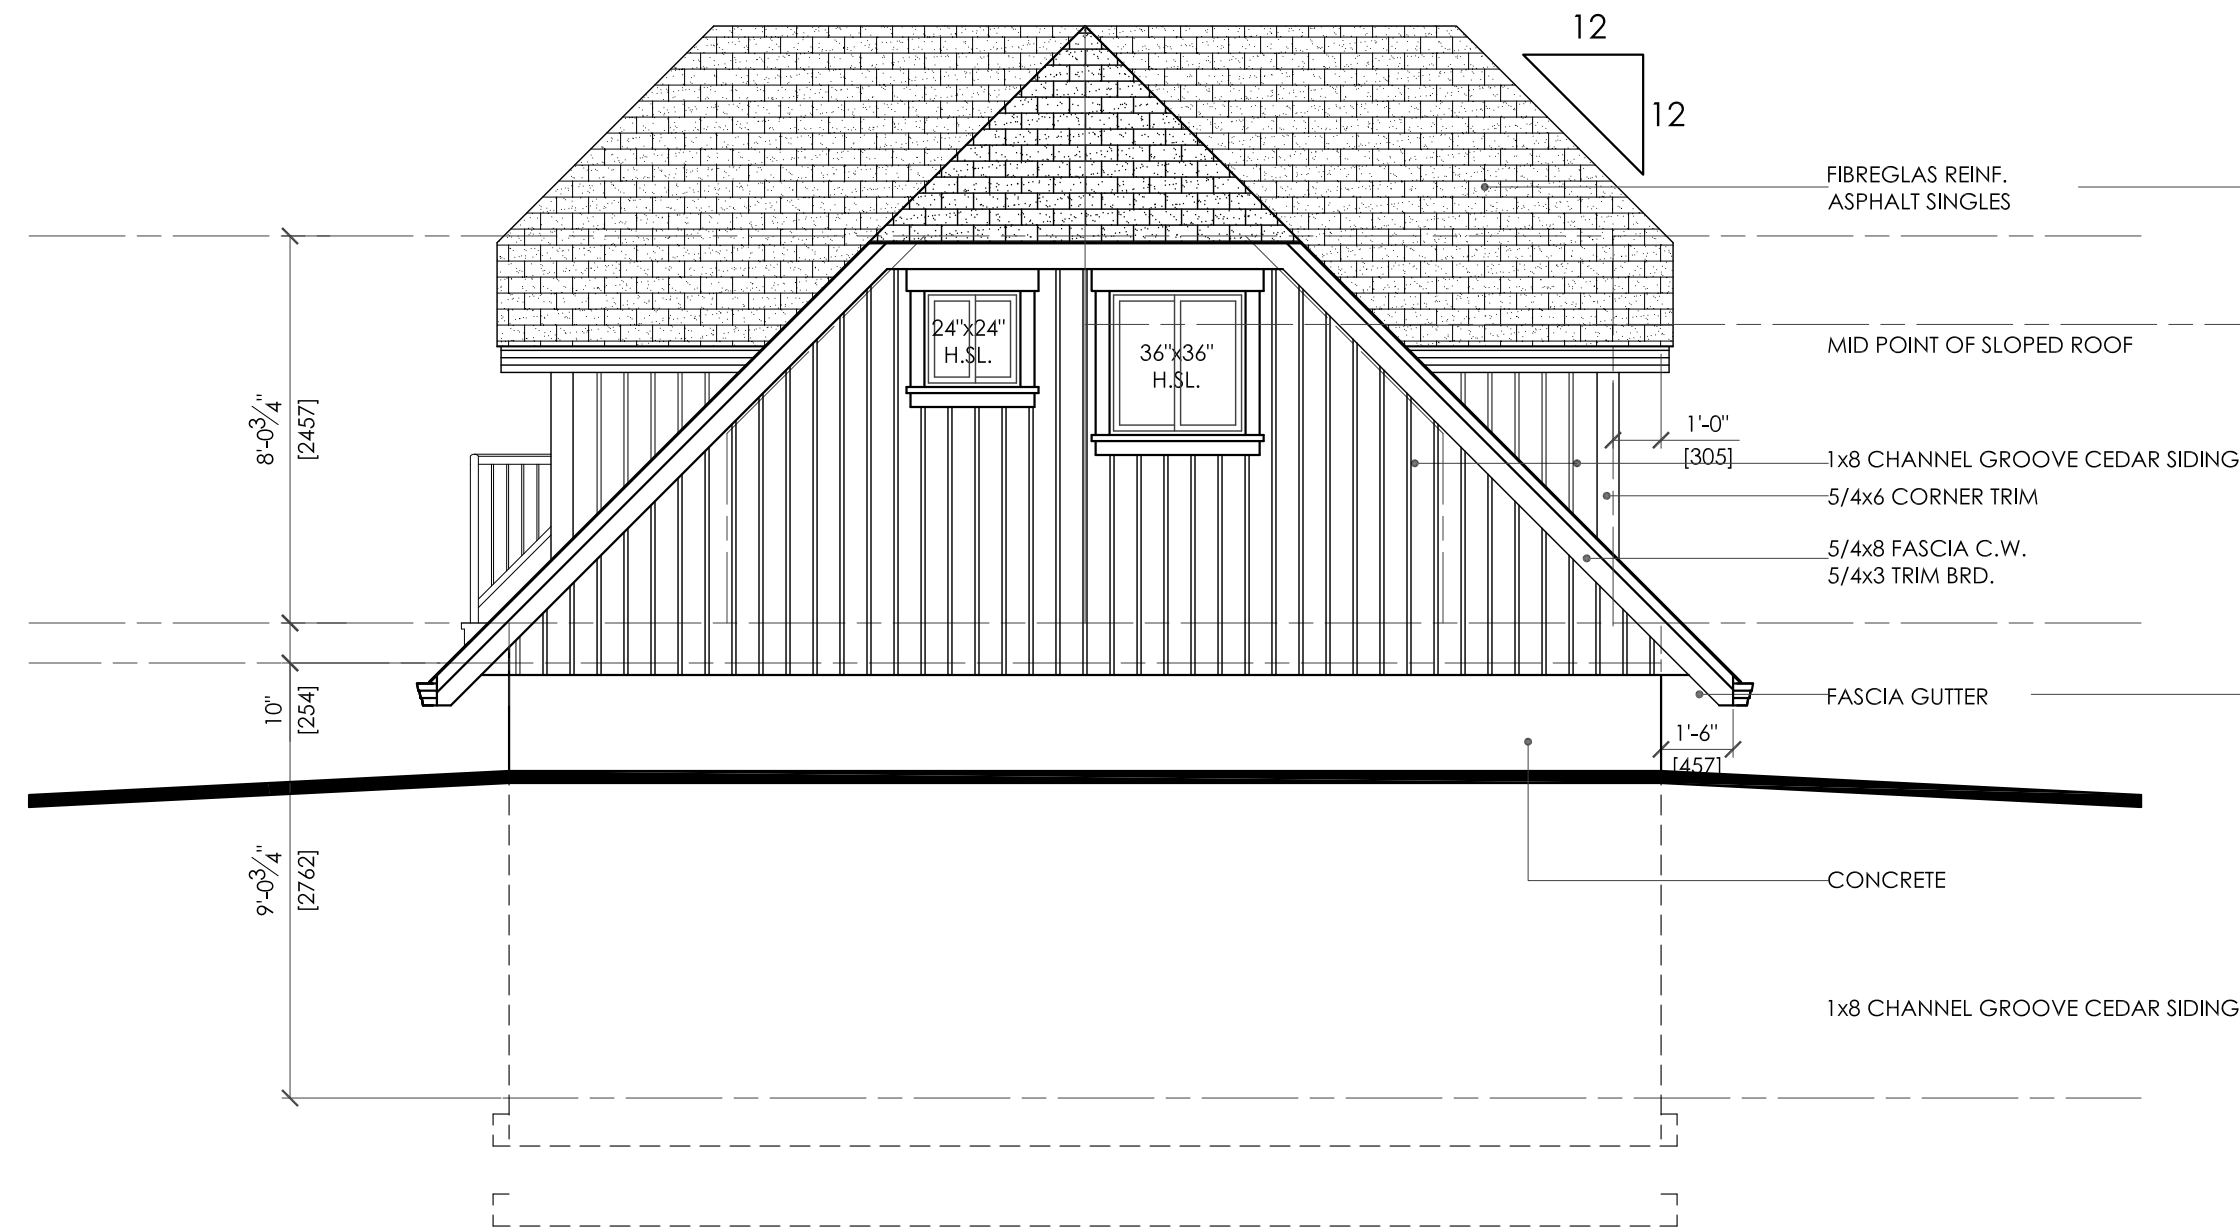 12
12
FIBREGLAS REINF.
ASPHALT SINGLES
MID POINT OF SLOPED ROOF
24"x24"
H.SL.
36"x36"
H.SL.
8'-0 3/4"
[2457]
1'-0"
[305]
1x8 CHANNEL GROOVE CEDAR SIDING
5/4x6 CORNER TRIM
5/4x8 FASCIA C.W.
5/4x3 TRIM BRD.
10"
[254]
FASCIA GUTTER
1'-6"
[457]
9'-0 3/4"
[2762]
CONCRETE
1x8 CHANNEL GROOVE CEDAR SIDING